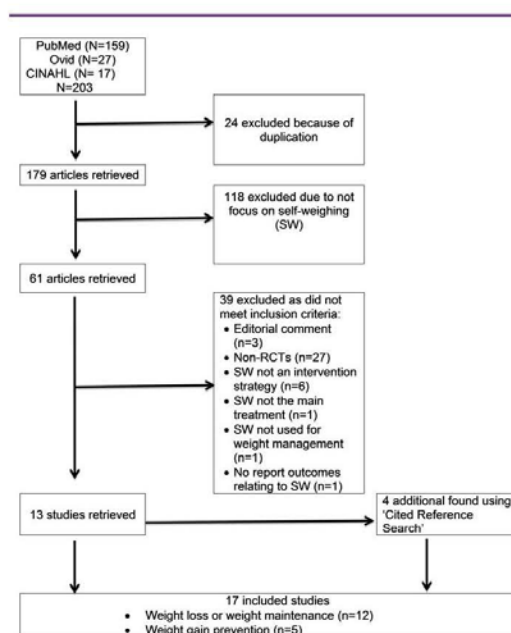 PubMed (N=159)
Ovid (N=27)
CINAHL (N= 17)
N=203
24 excluded because of
duplication
179 articles retrieved
118 excluded due to not
focus on self-weighing
(SW)
61 articles retrieved
39 excluded as did not
meet inclusion criteria:
• Editorial comment
(n=3)
• Non-RCTs (n=27)
• SW not an intervention
strategy (n=6)
• SW not the main
treatment (n=1)
• SW not used for
weight management
(n=1)
• No report outcomes
relating to SW (n=1)
13 studies retrieved
4 additional found using
'Cited Reference
Search'
17 included studies
• Weight loss or weight maintenance (n=12)
• Weight gain prevention (n=5)